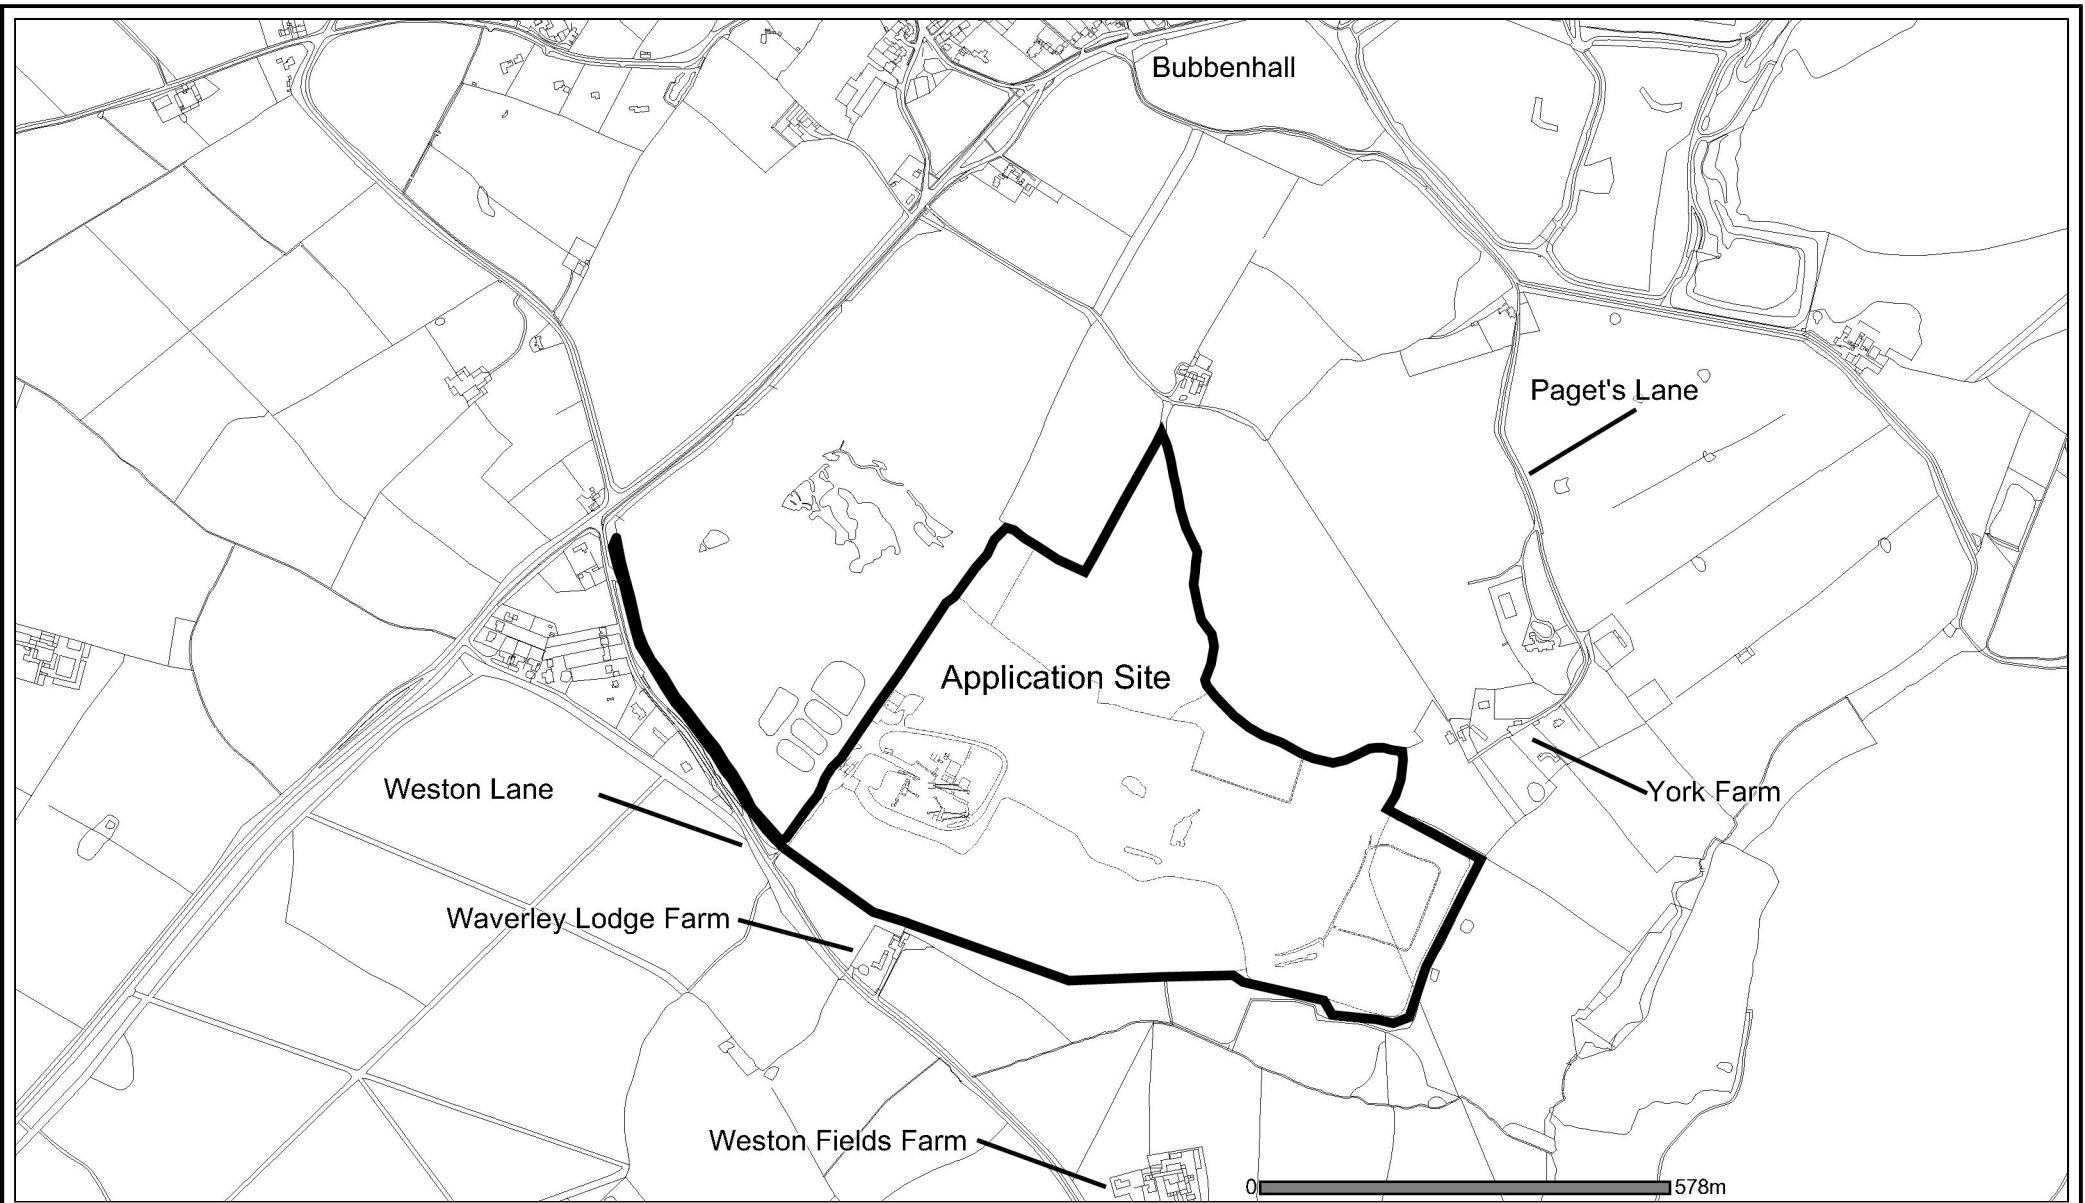 Bubbenhall
Paget's Lane
Application Site
Weston Lane
York Farm
Waverley Lodge Farm
Weston Fields Farm
0 578m